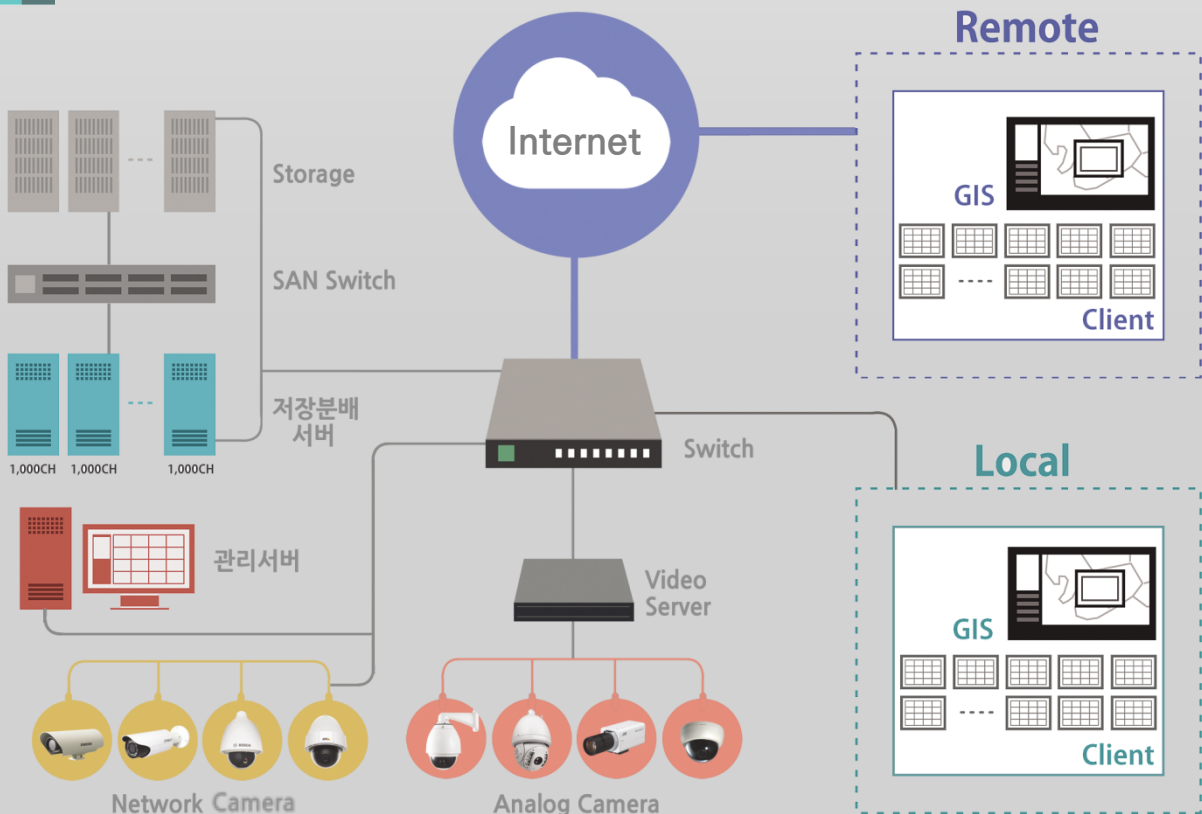 Remote
Internet
Storage
GIS
SAN Switch
Client
저장분배
서버
1,000CH
1,000CH
1,000CH
Switch
Local
관리서버
Video
Server
GIS
Client
Network Camera
Analog Camera